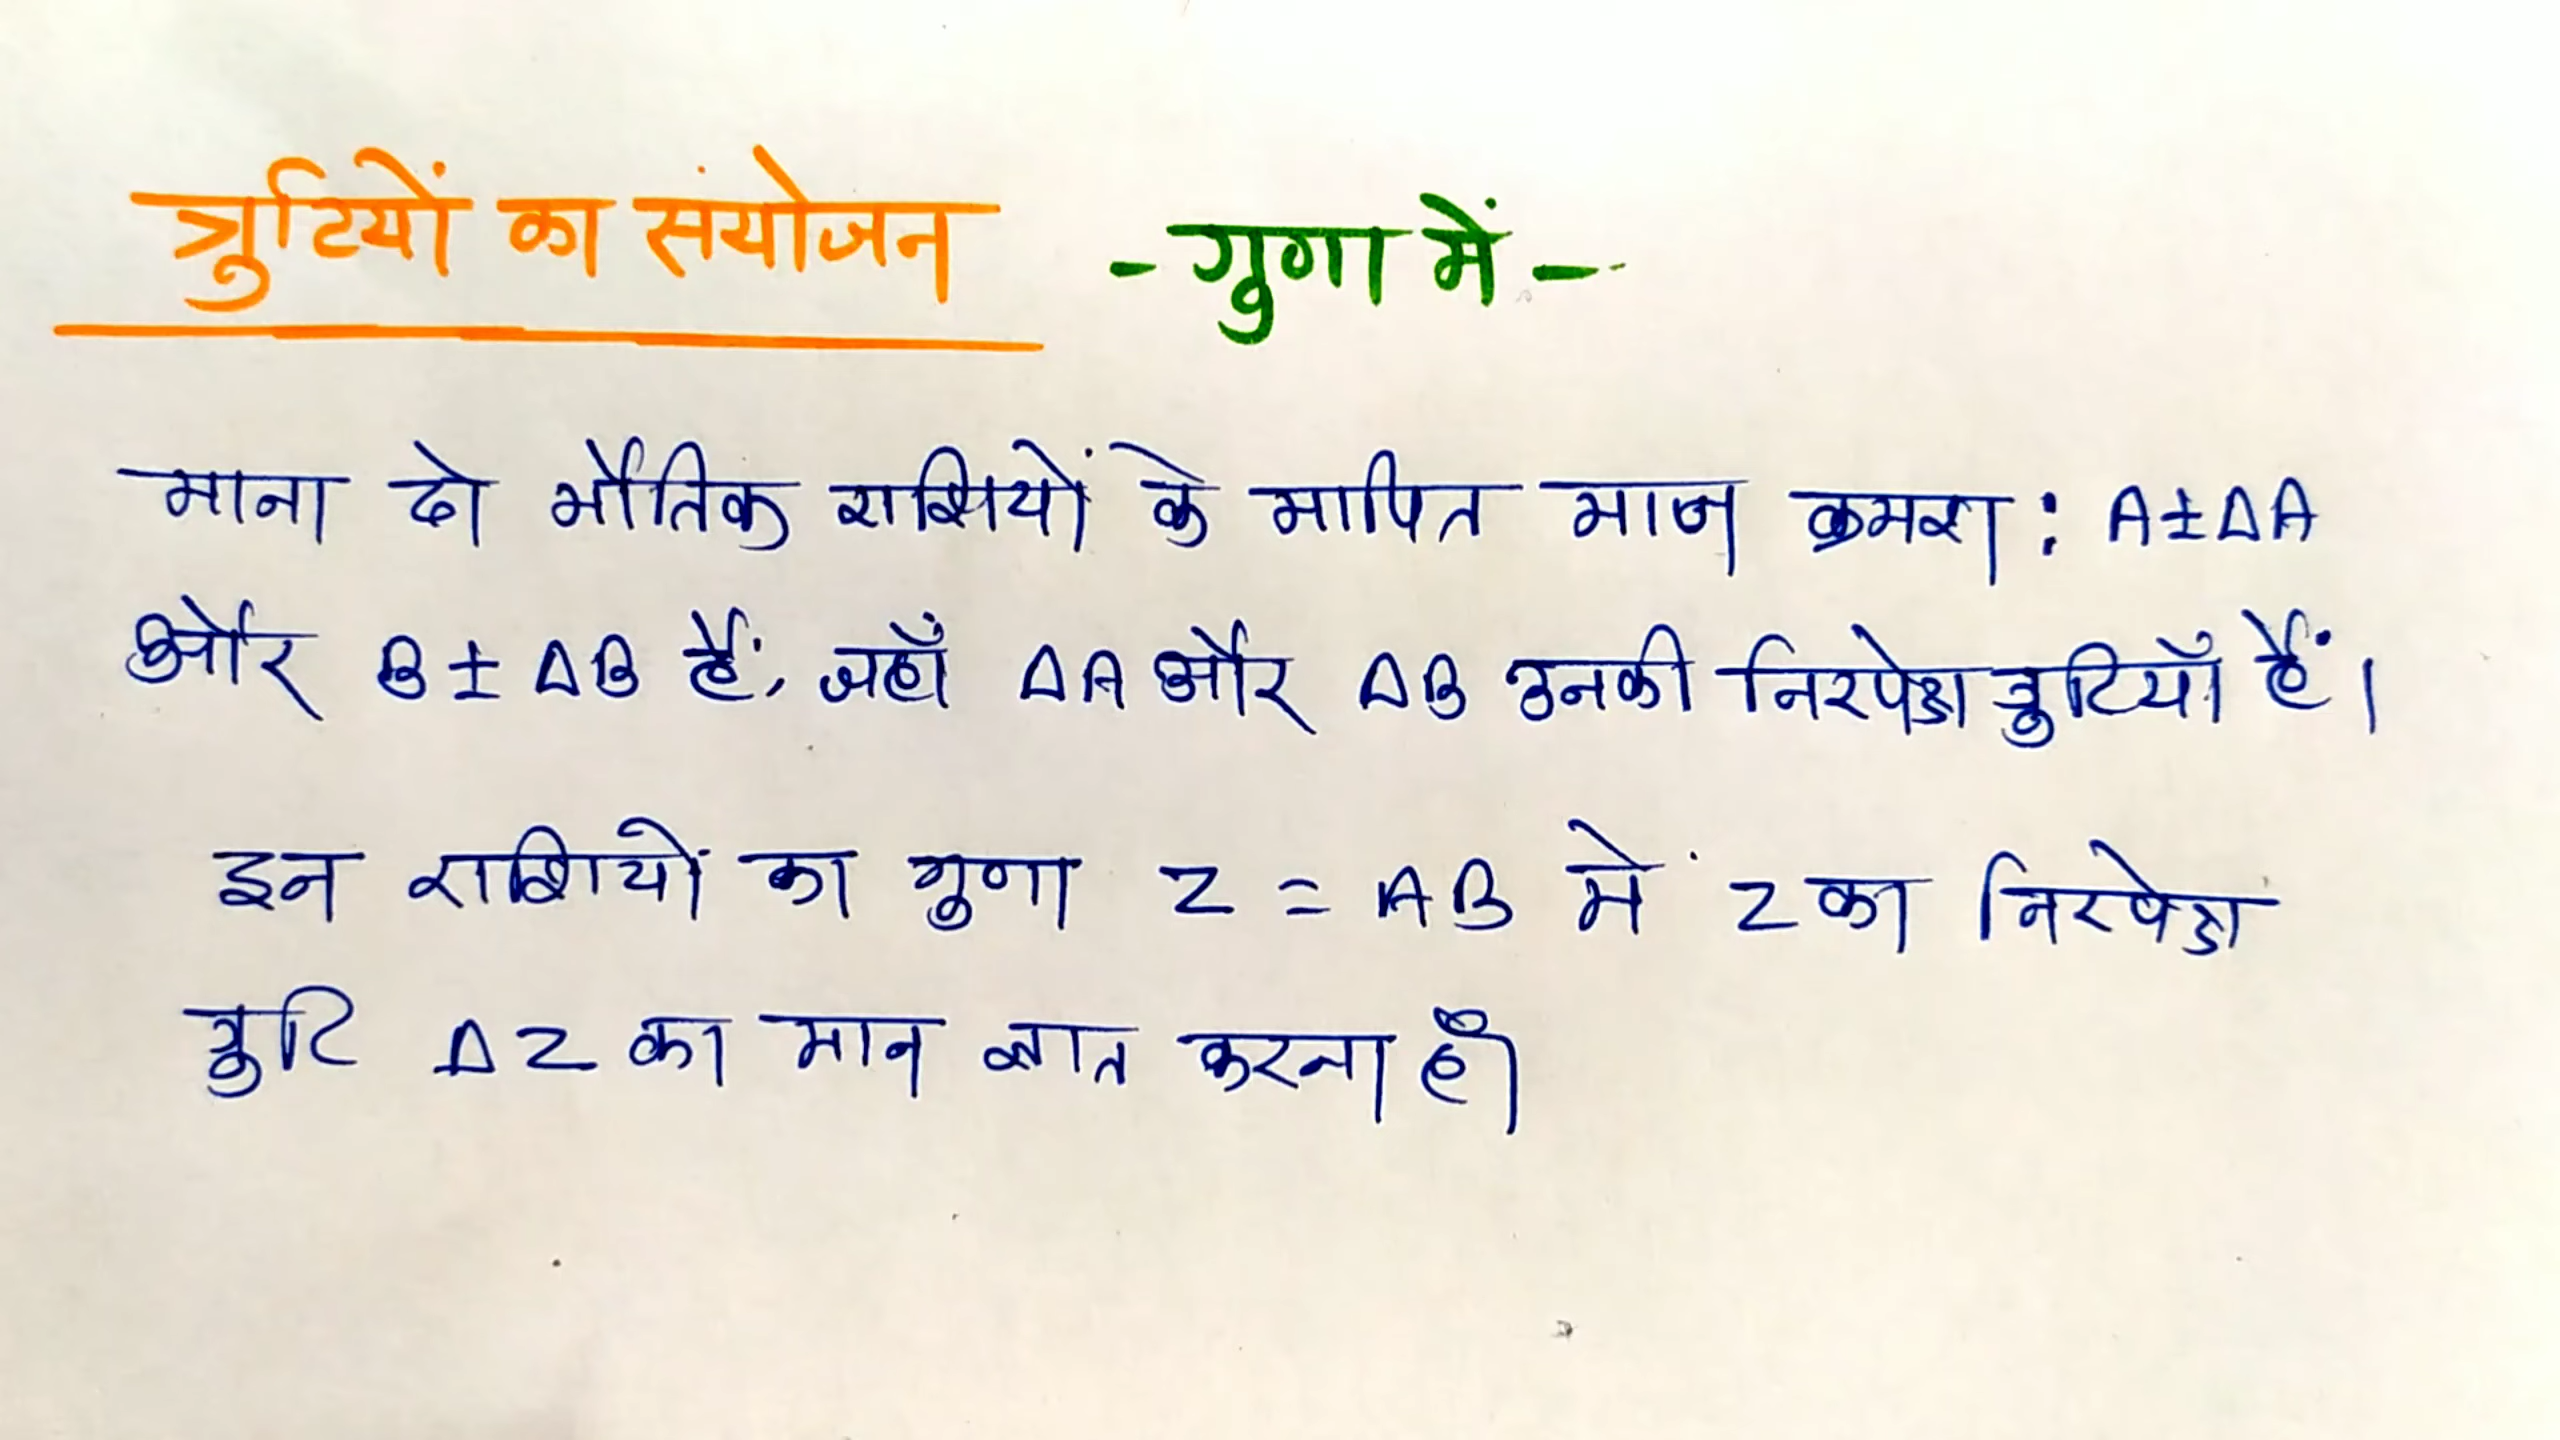 त्रुटियों का संयोजन - गुणा में -
माना दो भौतिक राशियों के मापित मान क्रमश: A±ΔA
और B ± ΔB हैं, जहाँ ΔA और ΔB उनकी निरपेक्ष त्रुटियाँ हैं।
इन राशियों का गुणा Z = AB में Z का निरपेक्ष
त्रुटि ΔZ का मान ज्ञात करना है।